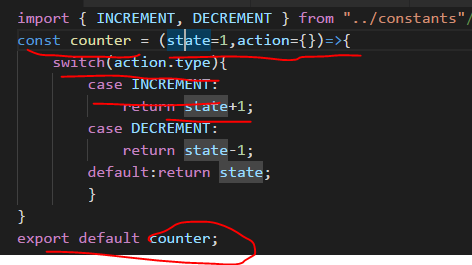 import { INCREMENT, DECREMENT } from "../constants"/
const counter = (state=1,action={})=>{
    switch(action.type){
        case INCREMENT:
            return state+1;
        case DECREMENT:
            return state-1;
        default:return state;
        }
}
export default counter;